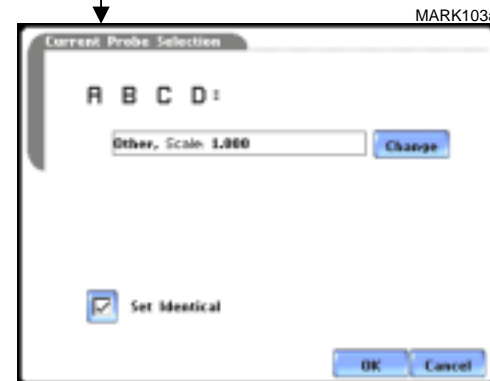 MARK103
Current Probe Selection
A B C D:
Other, Scale: 1.000
Change
Set Identical
OK Cancel